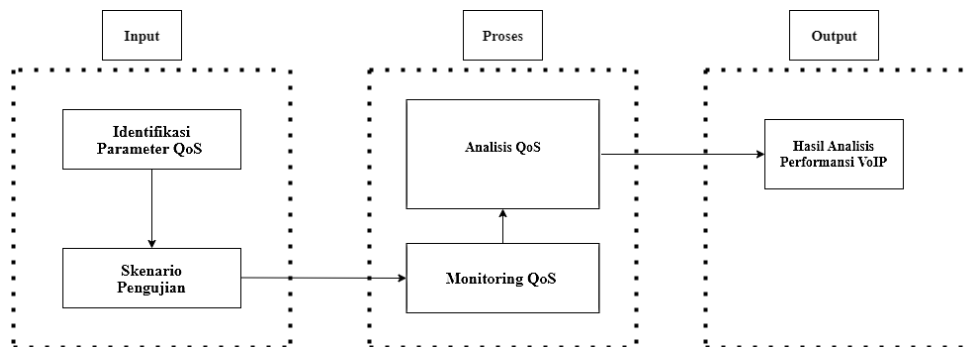 Input
Proses
Output
Identifikasi
Parameter QoS
Skenario
Pengujian
Analisis QoS
Monitoring QoS
Hasil Analisis
Performansi VoIP